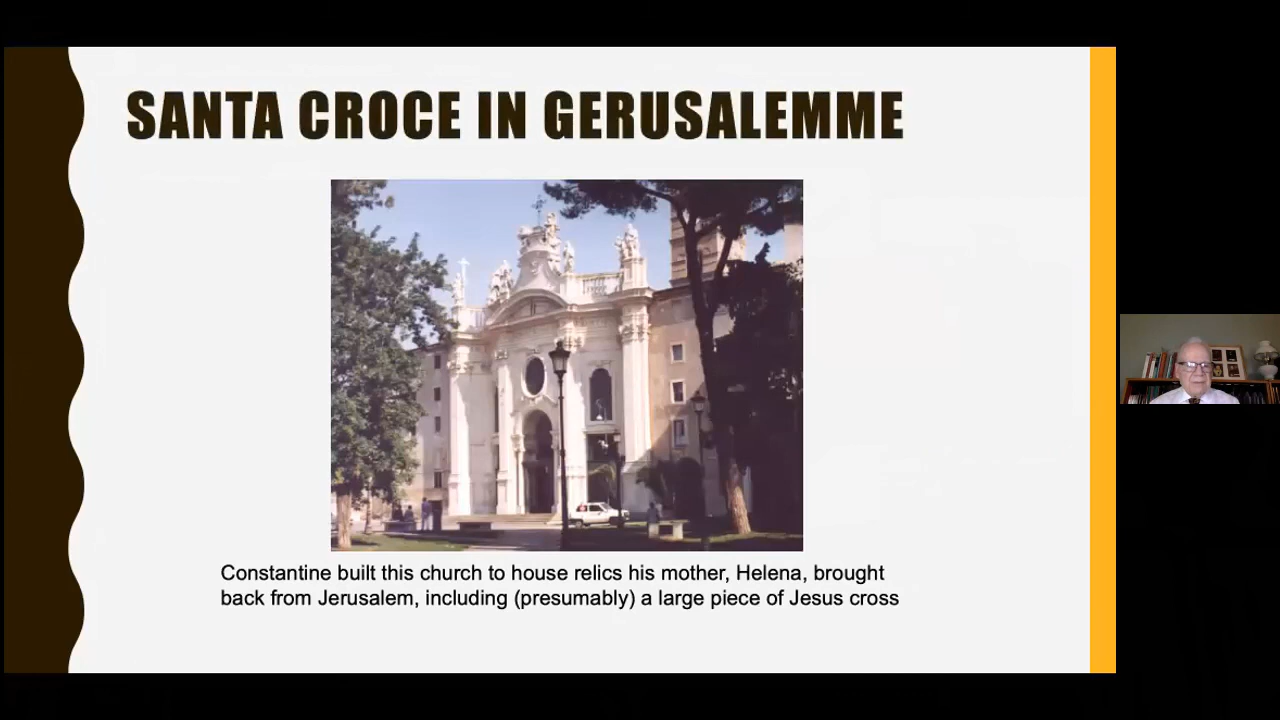 SANTA CROCE IN GERUSALEMME
Constantine built this church to house relics his mother, Helena, brought
back from Jerusalem, including (presumably) a large piece of Jesus cross